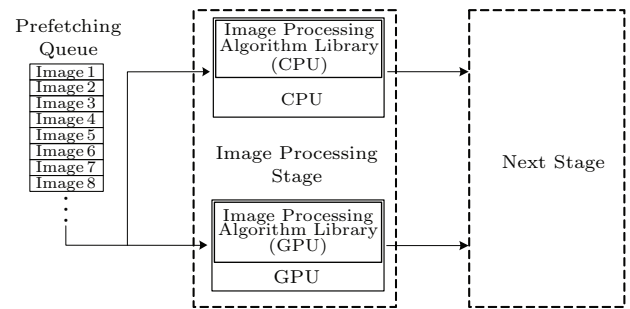 Prefetching
Queue
Image 1
Image 2
Image 3
Image 4
Image 5
Image 6
Image 7
Image 8
Image Processing
Algorithm Library
(CPU)
CPU
Image Processing
Stage
Image Processing
Algorithm Library
(GPU)
GPU
Next Stage